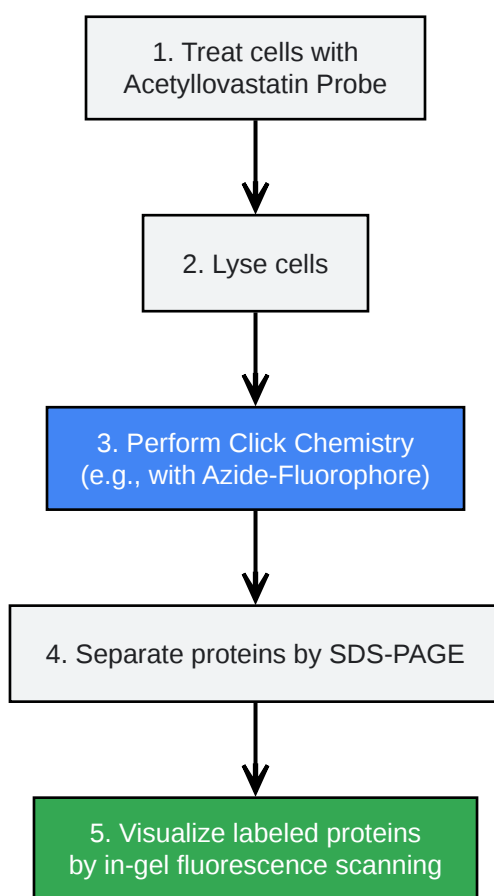 1. Treat cells with
Acetyllovastatin Probe
2. Lyse cells
3. Perform Click Chemistry
(e.g., with Azide-Fluorophore)
4. Separate proteins by SDS-PAGE
5. Visualize labeled proteins
by in-gel fluorescence scanning